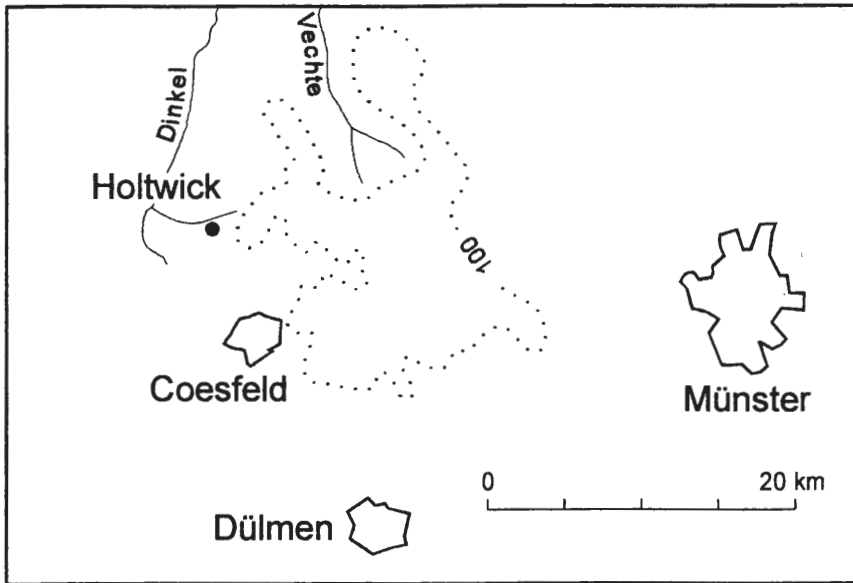 Dinkel
Vechte
Holtwick
100
Coesfeld
Münster
0 20 km
Dülmen